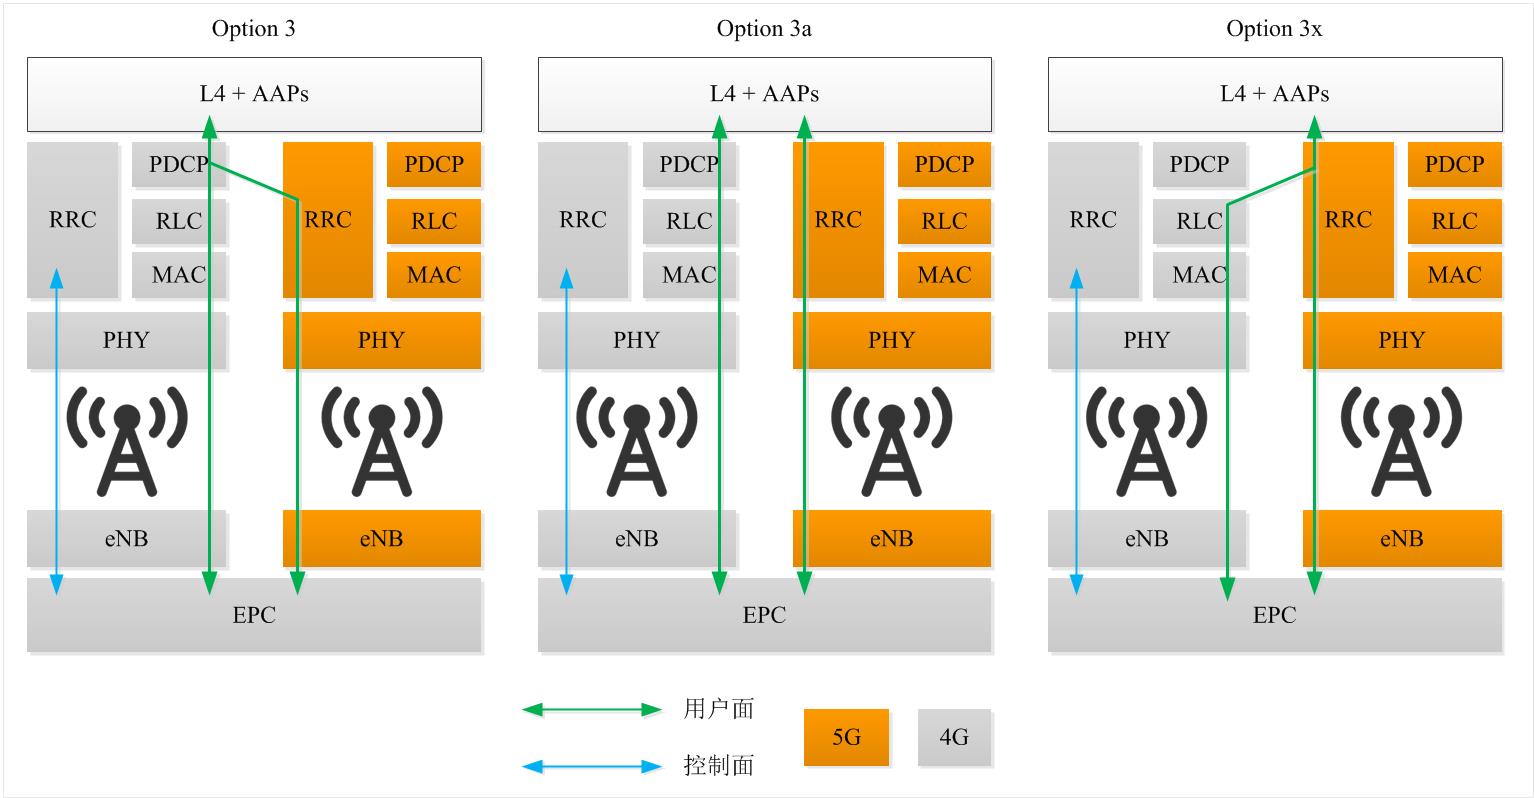 Option 3
Option 3a
Option 3x
L4 + AAPs
L4 + AAPs
L4 + AAPs
RRC
PDCP
RLC
MAC
RRC
PDCP
RLC
MAC
PHY
PHY
eNB
eNB
EPC
RRC
PDCP
RLC
MAC
RRC
PDCP
RLC
MAC
PHY
PHY
eNB
eNB
EPC
RRC
PDCP
RLC
MAC
RRC
PDCP
RLC
MAC
PHY
PHY
eNB
eNB
EPC
用户面
控制面
5G
4G